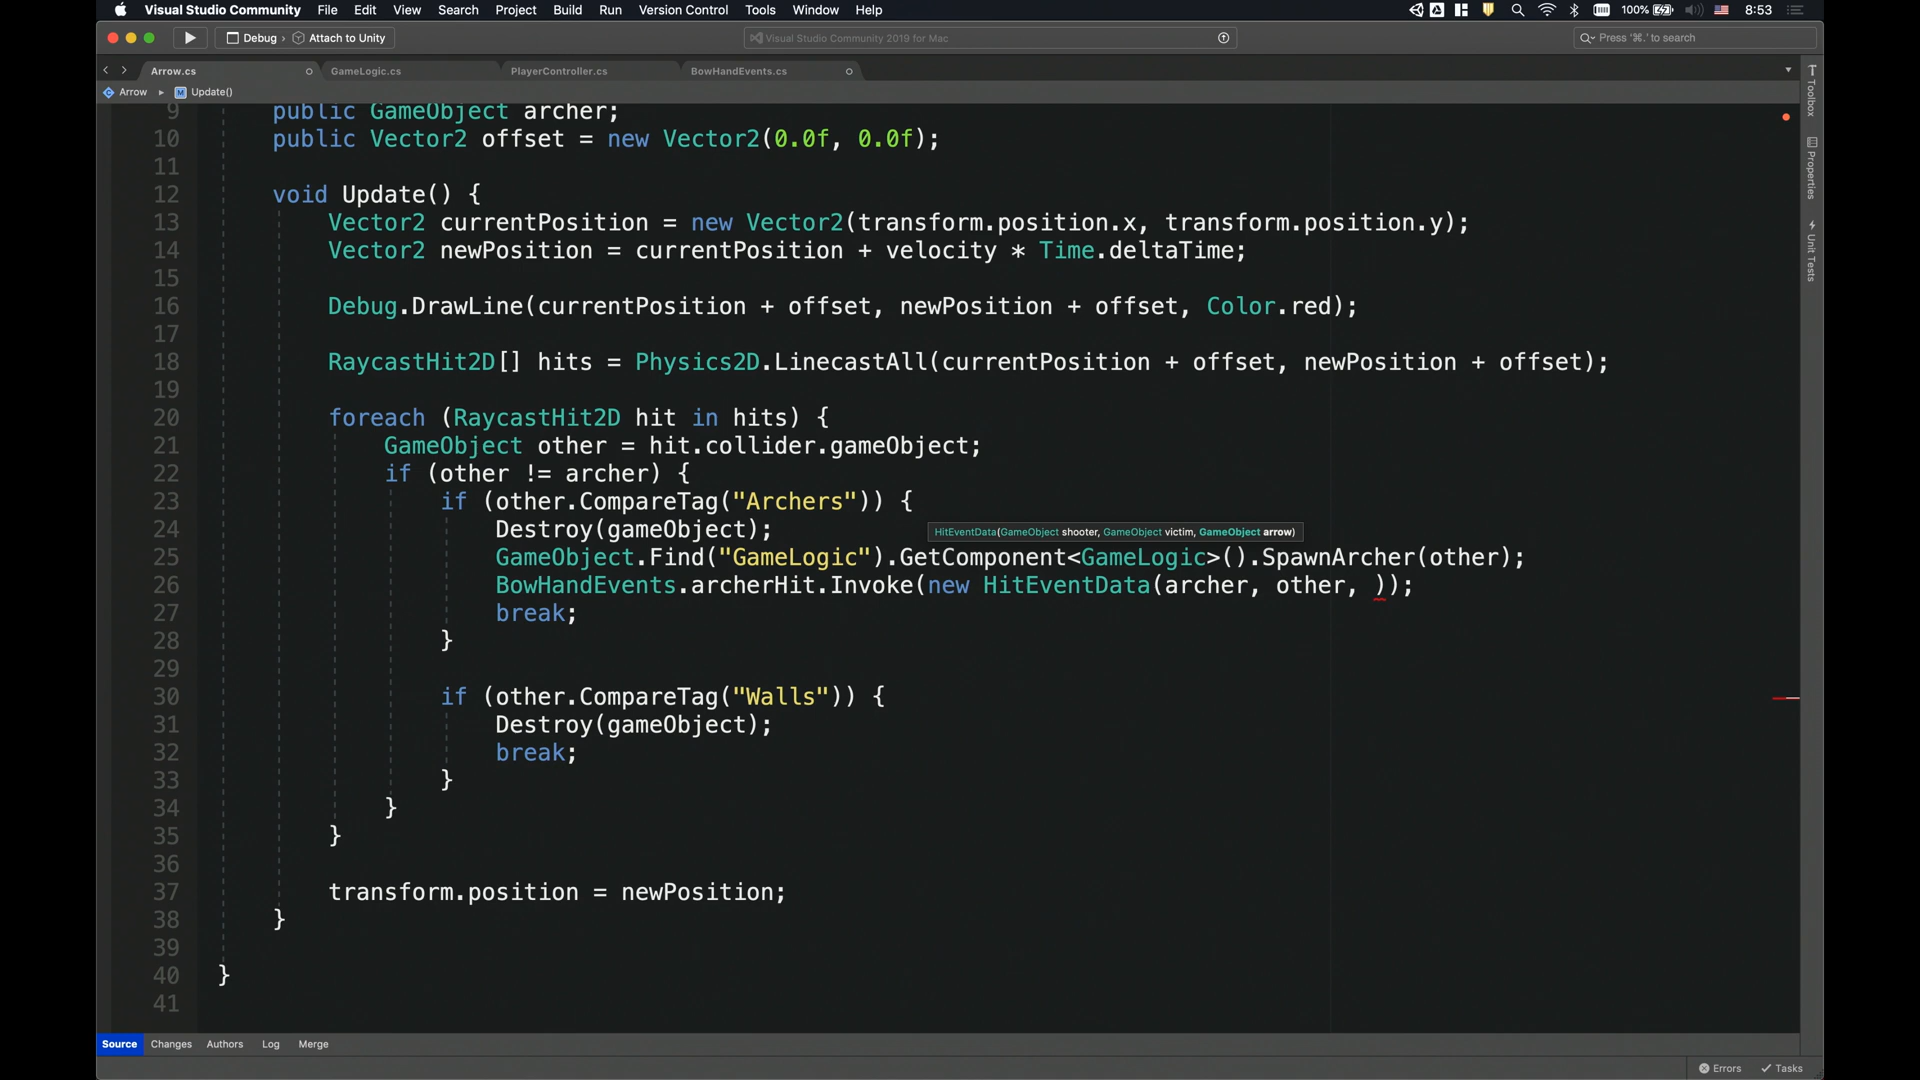 Visual Studio Community File Edit View Search Project Build Run Version Control Tools Window Help 100% 8:53
Debug › Attach to Unity Visual Studio Community 2019 for Mac Press '⌘.' to search
Arrow.cs GameLogic.cs PlayerController.cs BowHandEvents.cs
Arrow ▸ M Update()
9 public GameObject archer;
10 public Vector2 offset = new Vector2(0.0f, 0.0f);
11
12 void Update() {
13 Vector2 currentPosition = new Vector2(transform.position.x, transform.position.y);
14 Vector2 newPosition = currentPosition + velocity * Time.deltaTime;
15
16 Debug.DrawLine(currentPosition + offset, newPosition + offset, Color.red);
17
18 RaycastHit2D[] hits = Physics2D.LinecastAll(currentPosition + offset, newPosition + offset);
19
20 foreach (RaycastHit2D hit in hits) {
21 GameObject other = hit.collider.gameObject;
22 if (other != archer) {
23 if (other.CompareTag("Archers")) {
24 Destroy(gameObject);
HitEventData(GameObject shooter, GameObject victim, GameObject arrow)
25 GameObject.Find("GameLogic").GetComponent<GameLogic>().SpawnArcher(other);
26 BowHandEvents.archerHit.Invoke(new HitEventData(archer, other, ));
27 break;
28 }
29
30 if (other.CompareTag("Walls")) {
31 Destroy(gameObject);
32 break;
33 }
34 }
35 }
36
37 transform.position = newPosition;
38 }
39
40 }
41
Toolbox
Properties
Unit Tests
Source Changes Authors Log Merge
Errors Tasks